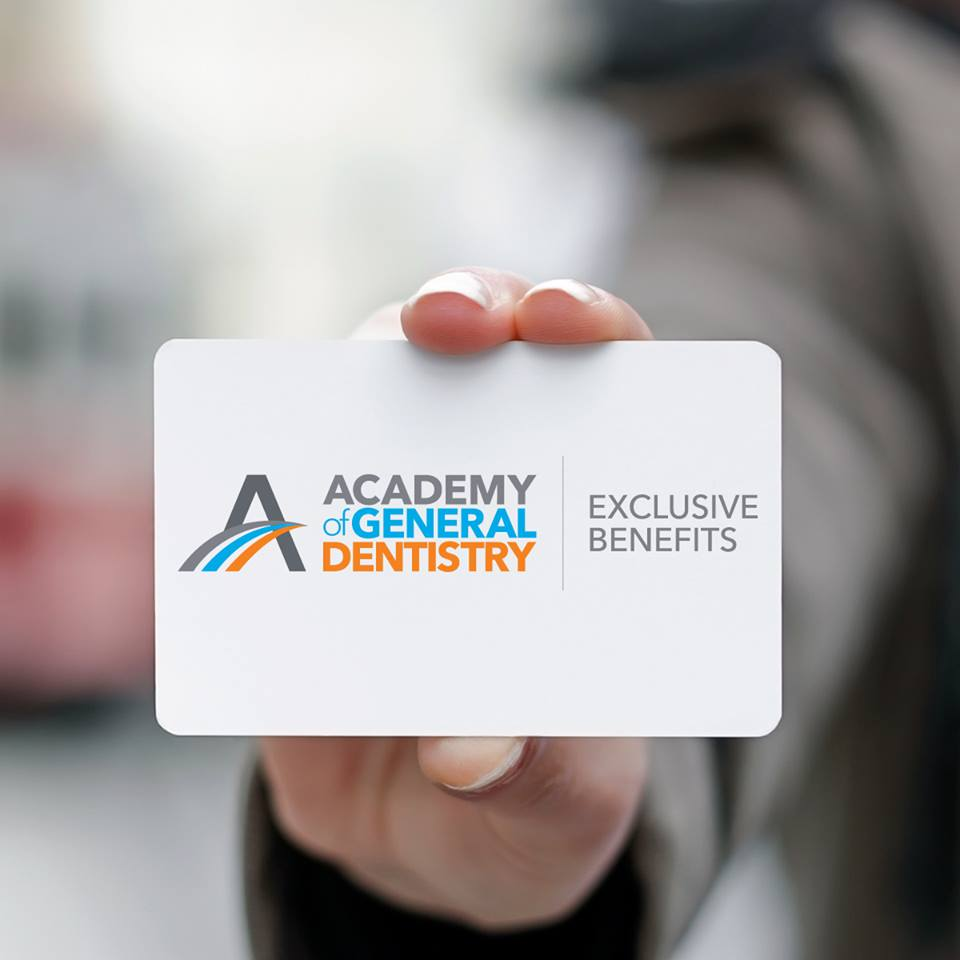 ACADEMY
of GENERAL
DENTISTRY
EXCLUSIVE
BENEFITS